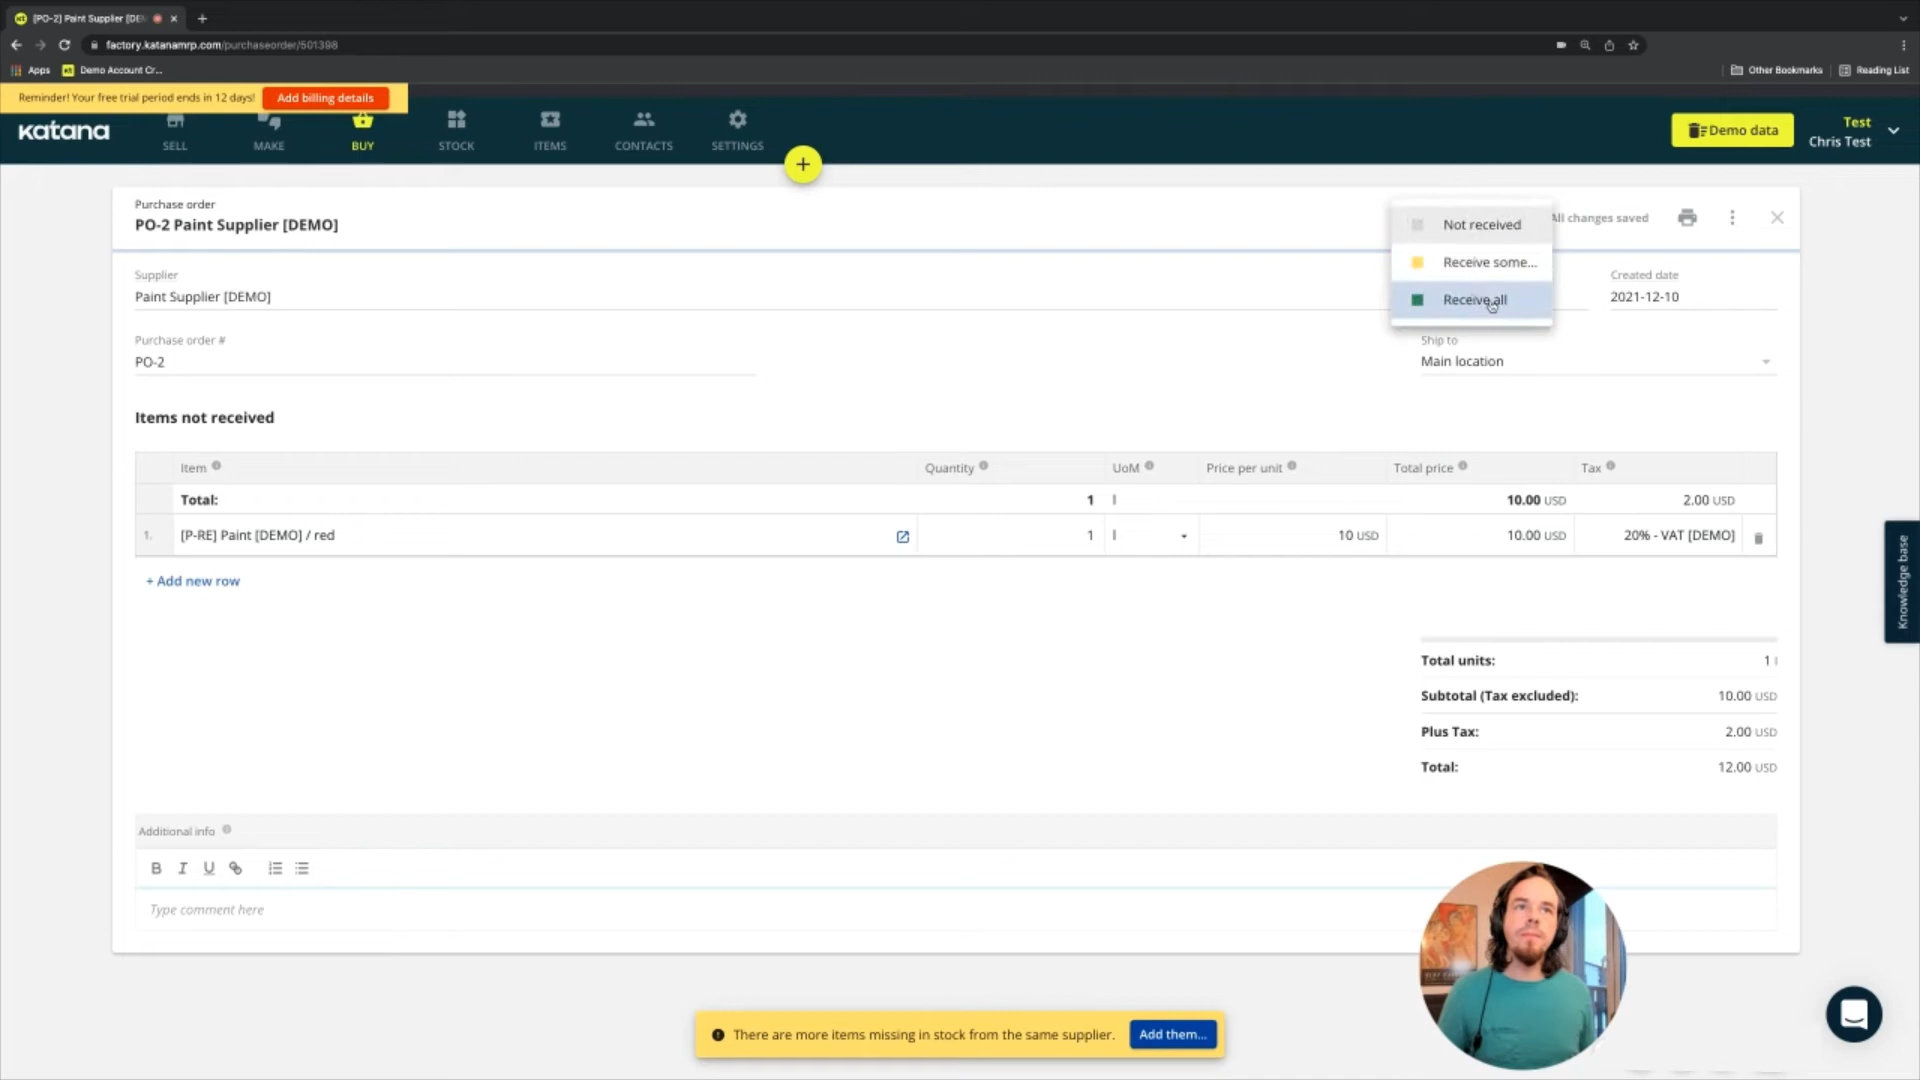 [PO-2] Paint Supplier [DE
factory.katanamrp.com/purchaseorder/501398
Apps
Demo Account Cr...
Other Bookmarks
Reading List
Reminder! Your free trial period ends in 12 days!
Add billing details
katana
SELL
MAKE
BUY
STOCK
ITEMS
CONTACTS
SETTINGS
+
Demo data
Test
Chris Test
Purchase order
PO-2 Paint Supplier [DEMO]
Not received
Receive some...
Receive all
All changes saved
Supplier
Paint Supplier [DEMO]
Created date
2021-12-10
Purchase order #
PO-2
Ship to
Main location
Items not received
Item Quantity UoM Price per unit Total price Tax
Total: 1 l 10.00 USD 2.00 USD
1. [P-RE] Paint [DEMO] / red 1 l 10 USD 10.00 USD 20% - VAT [DEMO]
+ Add new row
Total units: 1 l
Subtotal (Tax excluded): 10.00 USD
Plus Tax: 2.00 USD
Total: 12.00 USD
Additional info
B I U
Type comment here
There are more items missing in stock from the same supplier.
Add them...
Knowledge base